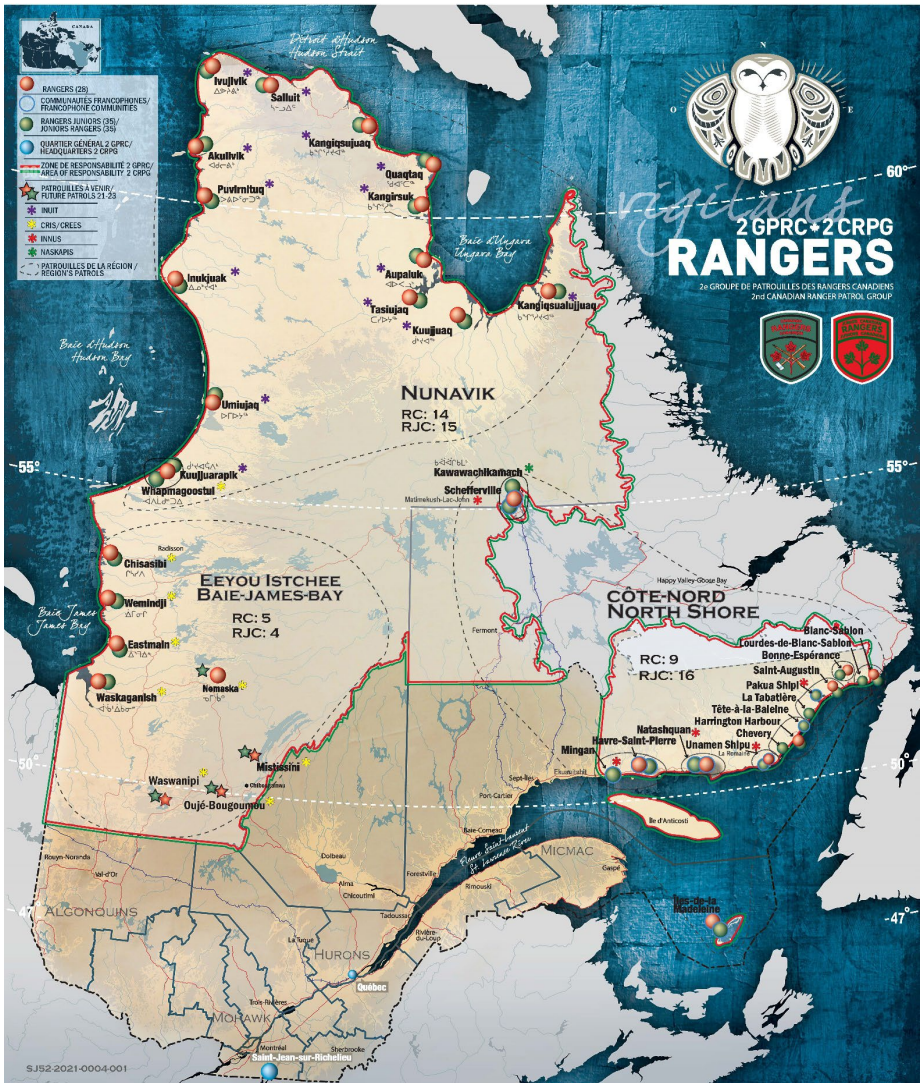 CANADA
RANGERS (28)
COMMUNAUTÉS FRANCOPHONES/
FRANCOPHONE COMMUNITIES
RANGERS JUNIORS (35)/
JUNIORS RANGERS (35)
QUARTIER GÉNÉRAL 2 GPRC/
HEADQUARTERS 2 CRPG
ZONE DE RESPONSABILITÉ 2 GPRC/
AREA OF RESPONSABILITY 2 CRPG
PATROUILLES À VENIR/
FUTURE PATROLS 21-23
INUIT
CRIS/CREES
INNUS
NASKAPIS
PATROUILLES DE LA RÉGION/
REGION'S PATROLS
Détroit d'Hudson
Hudson Strait
N
O
E
S
vigilans
2 GPRC 2 CRPG
RANGERS
2e GROUPE DE PATROUILLES DES RANGERS CANADIENS
2nd CANADIAN RANGER PATROL GROUP
RANGERS
RANGERS
60°
Ivujivik
Salluit
Kangiqsujuaq
Akulivik
Quaqtaq
Puvirnituq
Kangirsuk
Baie d'Ungava
Ungava Bay
Inukjuak
Aupaluk
Tasiujaq
Kuujjuaq
Kangiqsualujjuaq
Baie d'Hudson
Hudson Bay
NUNAVIK
RC: 14
RJC: 15
Umiujaq
55°
55°
Kuujjuarapik
Whapmagoostui
Kawawachikamach
Schefferville
Matimekush-Lac-John
Radisson
Chisasibi
Wemindji
Eastmain
Waskaganish
Nemaska
Baie James
James Bay
EEYOU ISTCHEE
BAIE-JAMES-BAY
RC: 5
RJC: 4
Happy Valley-Goose Bay
CÔTE-NORD
NORTH SHORE
RC: 9
RJC: 16
Fermont
Blanc-Sablon
Lourdes-de-Blanc-Sablon
Bonne-Espérance
Saint-Augustin
Pakua Shipi
La Tabatière
Tête-à-la-Baleine
Harrington Harbour
Chevery
Natashquan
Unamen Shipu
La Romaine
Havre-Saint-Pierre
Mingan
Ekuanitshit
50°
50°
Mistissini
Waswanipi
Chibougamau
Oujé-Bougoumou
Sept-Îles
Port-Cartier
Île d'Anticosti
Baie-Comeau
Fleuve Saint-Laurent
St. Lawrence River
MICMAC
Gaspé
Rouyn-Noranda
Val-d'Or
Dolbeau
Alma
Chicoutimi
Forestville
Rimouski
Tadoussac
Rivière-
du-Loup
47°
47°
Îles-de-la
Madeleine
ALGONQUINS
La Tuque
HURONS
Québec
Trois-Rivières
MOHAWK
Montréal
Sherbrooke
Saint-Jean-sur-Richelieu
SJ52-2021-0004-001